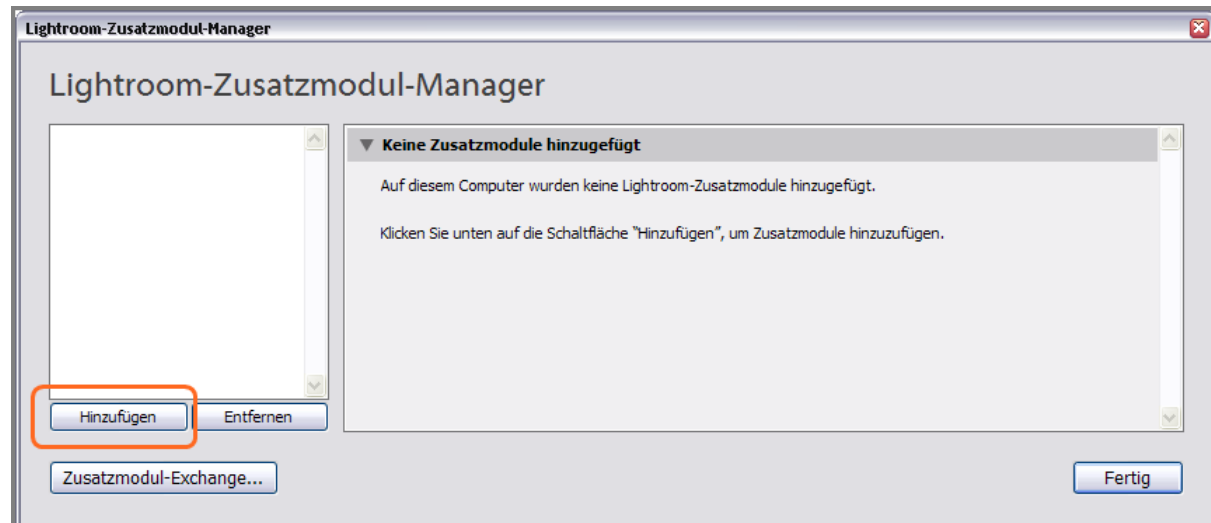 Lightroom-Zusatzmodul-Manager
Lightroom-Zusatzmodul-Manager
Keine Zusatzmodule hinzugefügt
Auf diesem Computer wurden keine Lightroom-Zusatzmodule hinzugefügt.
Klicken Sie unten auf die Schaltfläche “Hinzufügen”, um Zusatzmodule hinzuzufügen.
Hinzufügen Entfernen
Zusatzmodul-Exchange... Fertig